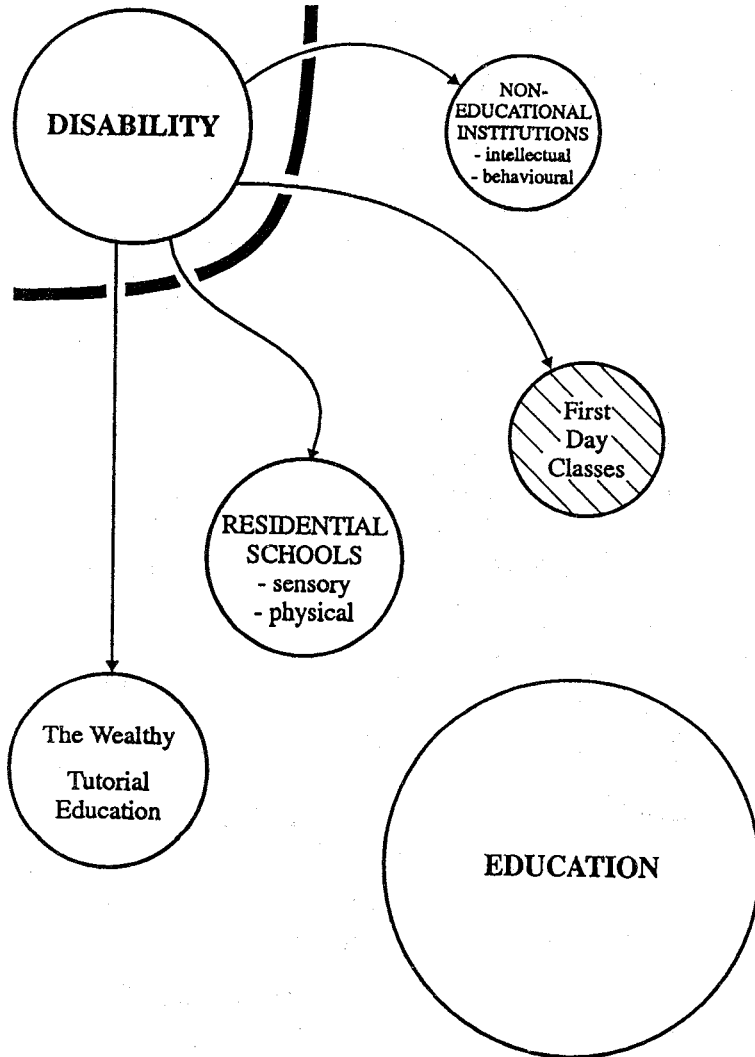 DISABILITY
NON-
EDUCATIONAL
INSTITUTIONS
- intellectual
- behavioural
First
Day
Classes
RESIDENTIAL
SCHOOLS
- sensory
- physical
The Wealthy
Tutorial
Education
EDUCATION